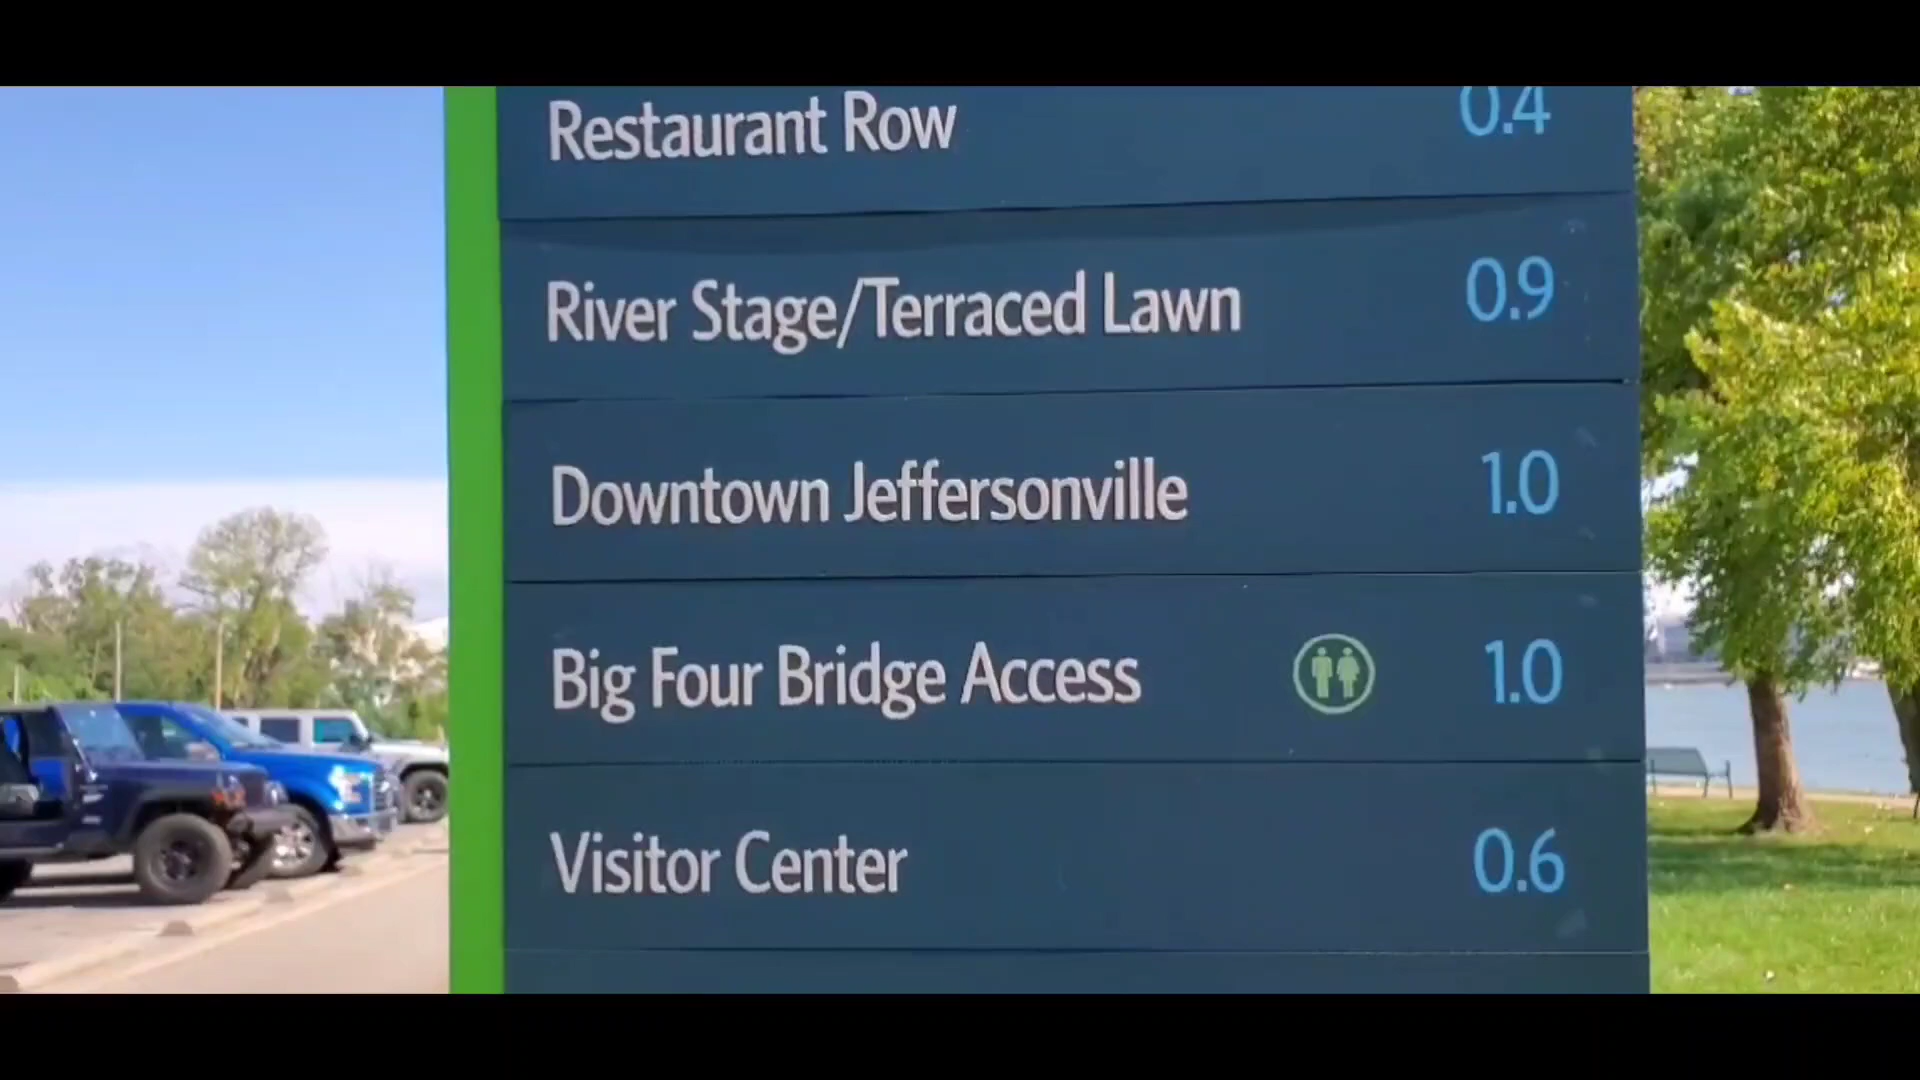 Restaurant Row 0.4
River Stage/Terraced Lawn 0.9
Downtown Jeffersonville 1.0
Big Four Bridge Access 1.0
Visitor Center 0.6